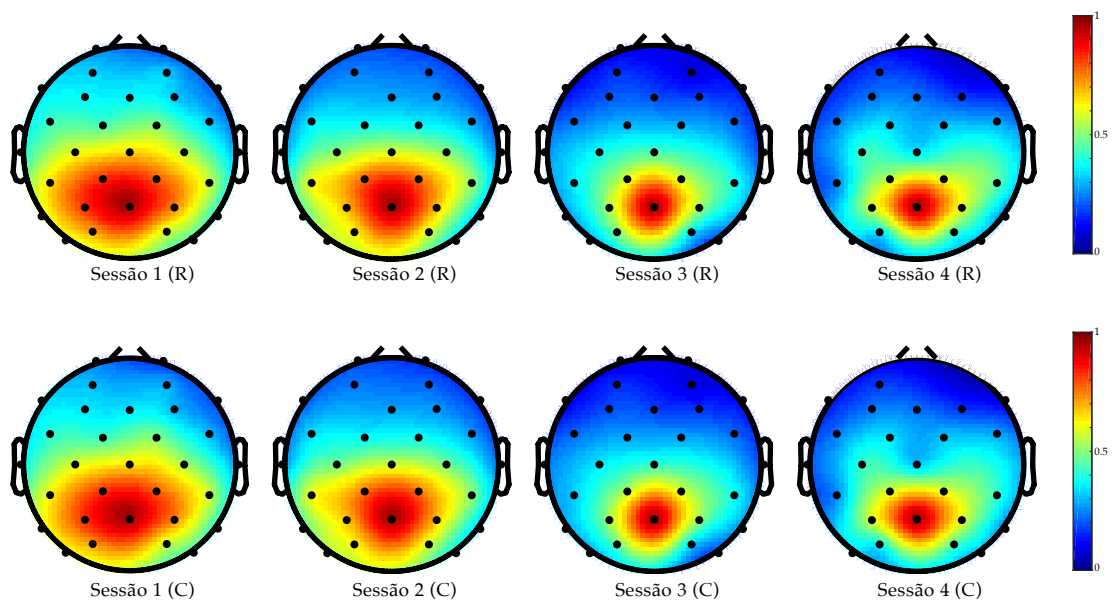 1
0.5
0
Sessão 1 (R)
Sessão 2 (R)
Sessão 3 (R)
Sessão 4 (R)
1
0.5
0
Sessão 1 (C)
Sessão 2 (C)
Sessão 3 (C)
Sessão 4 (C)